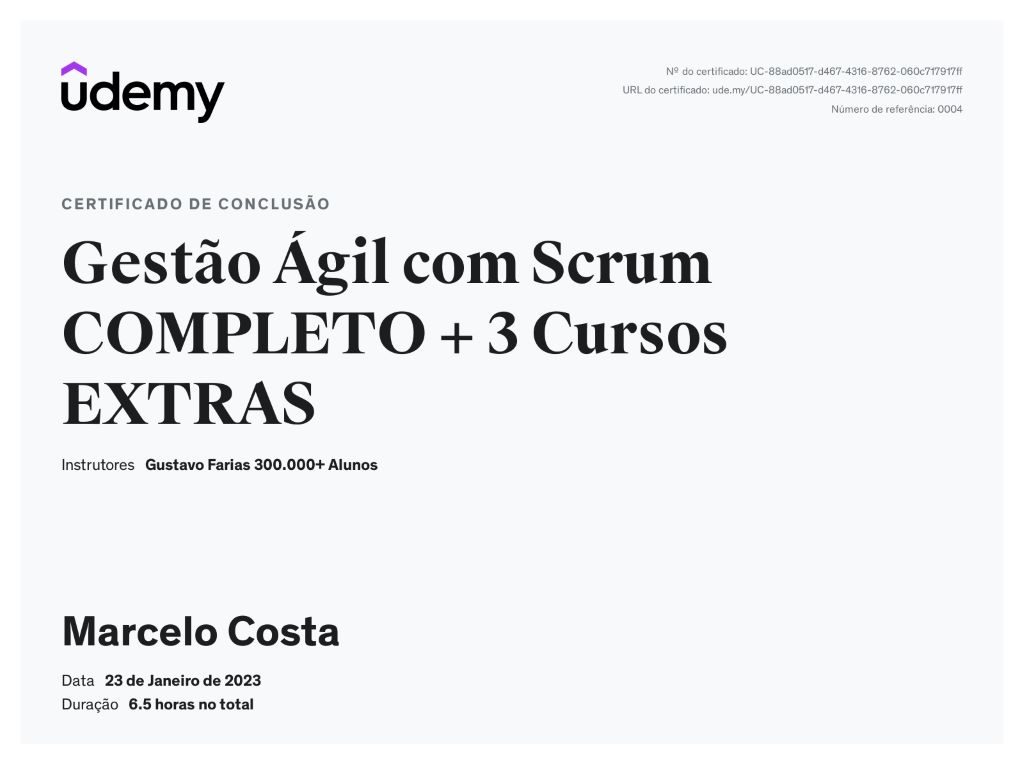 udemy
Nº do certificado: UC-88ad0517-d467-4316-8762-060c717917ff
URL do certificado: ude.my/UC-88ad0517-d467-4316-8762-060c717917ff
Número de referência: 0004
CERTIFICADO DE CONCLUSÃO
Gestão Ágil com Scrum
COMPLETO + 3 Cursos
EXTRAS
Instrutores Gustavo Farias 300.000+ Alunos
Marcelo Costa
Data 23 de Janeiro de 2023
Duração 6.5 horas no total